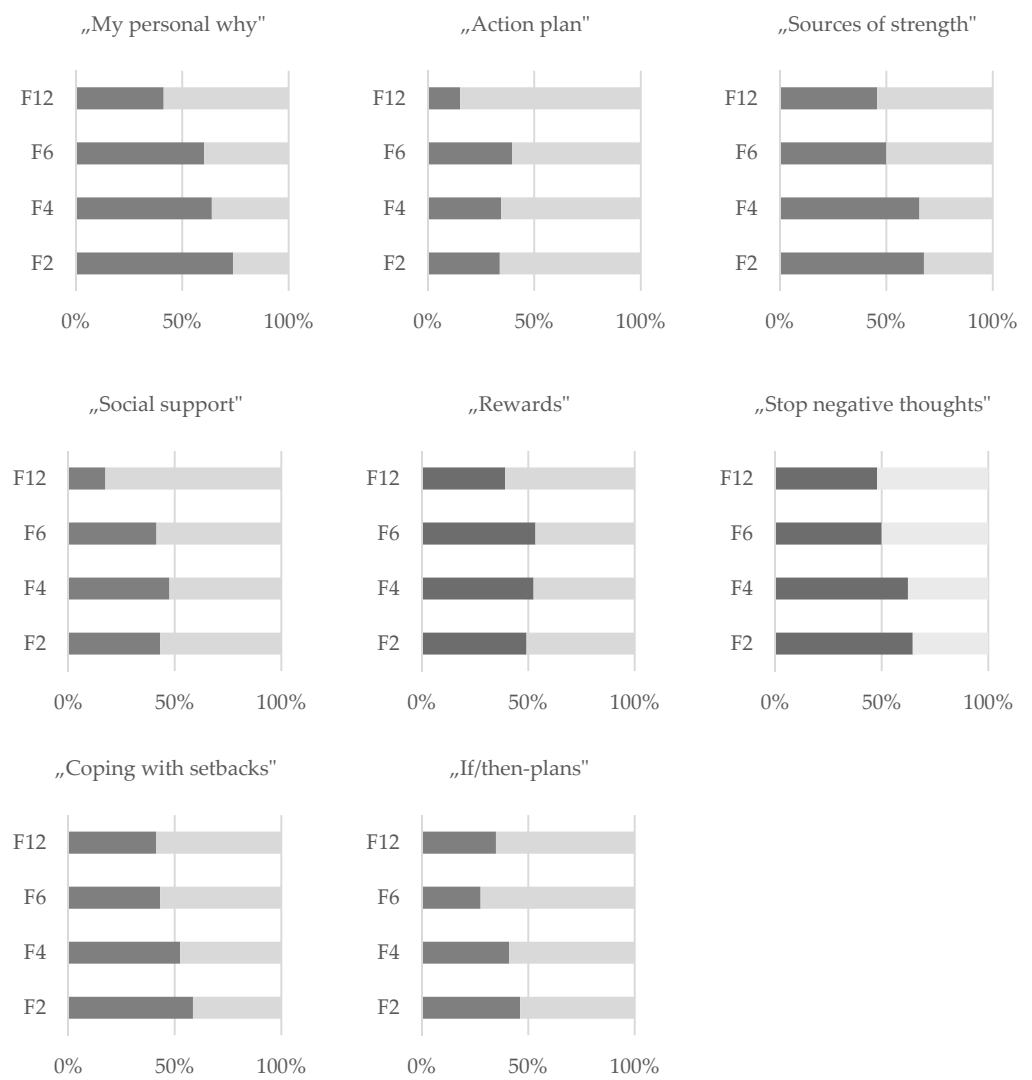 „My personal why"
„Action plan"
„Sources of strength"
F12
F6
F4
F2
0% 50% 100%
F12
F6
F4
F2
0% 50% 100%
F12
F6
F4
F2
0% 50% 100%
„Social support"
„Rewards"
„Stop negative thoughts"
F12
F6
F4
F2
0% 50% 100%
F12
F6
F4
F2
0% 50% 100%
F12
F6
F4
F2
0% 50% 100%
„Coping with setbacks"
„If/then-plans"
F12
F6
F4
F2
0% 50% 100%
F12
F6
F4
F2
0% 50% 100%